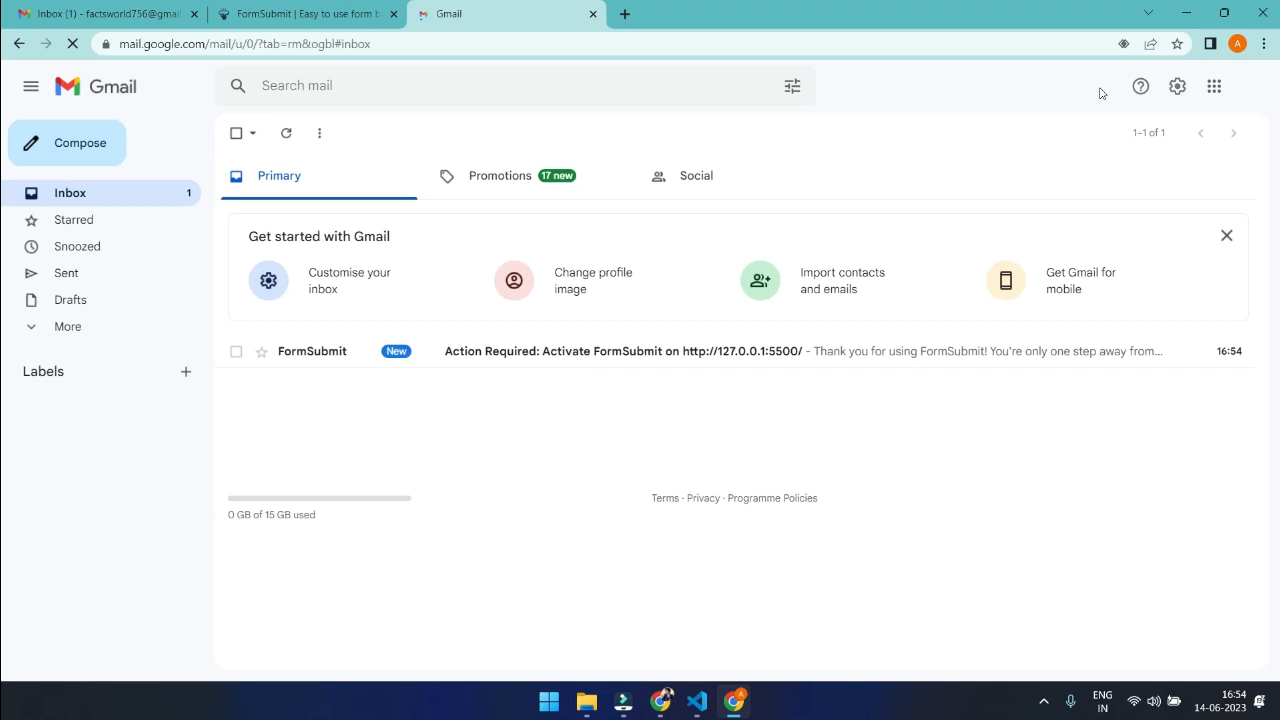 Inbox (1) - factsworld756@gmail
FormSubmit | Easy to use form b
Gmail
mail.google.com/mail/u/0/?tab=rm&ogbl#inbox
A
Gmail
Search mail
Compose
1–1 of 1
Primary
Promotions 17 new
Social
Inbox 1
Starred
Snoozed
Sent
Drafts
More
Labels
Get started with Gmail
Customise your
inbox
Change profile
image
Import contacts
and emails
Get Gmail for
mobile
FormSubmit New Action Required: Activate FormSubmit on http://127.0.0.1:5500/ - Thank you for using FormSubmit! You're only one step away from... 16:54
Terms · Privacy · Programme Policies
0 GB of 15 GB used
ENG
IN
16:54
14-06-2023